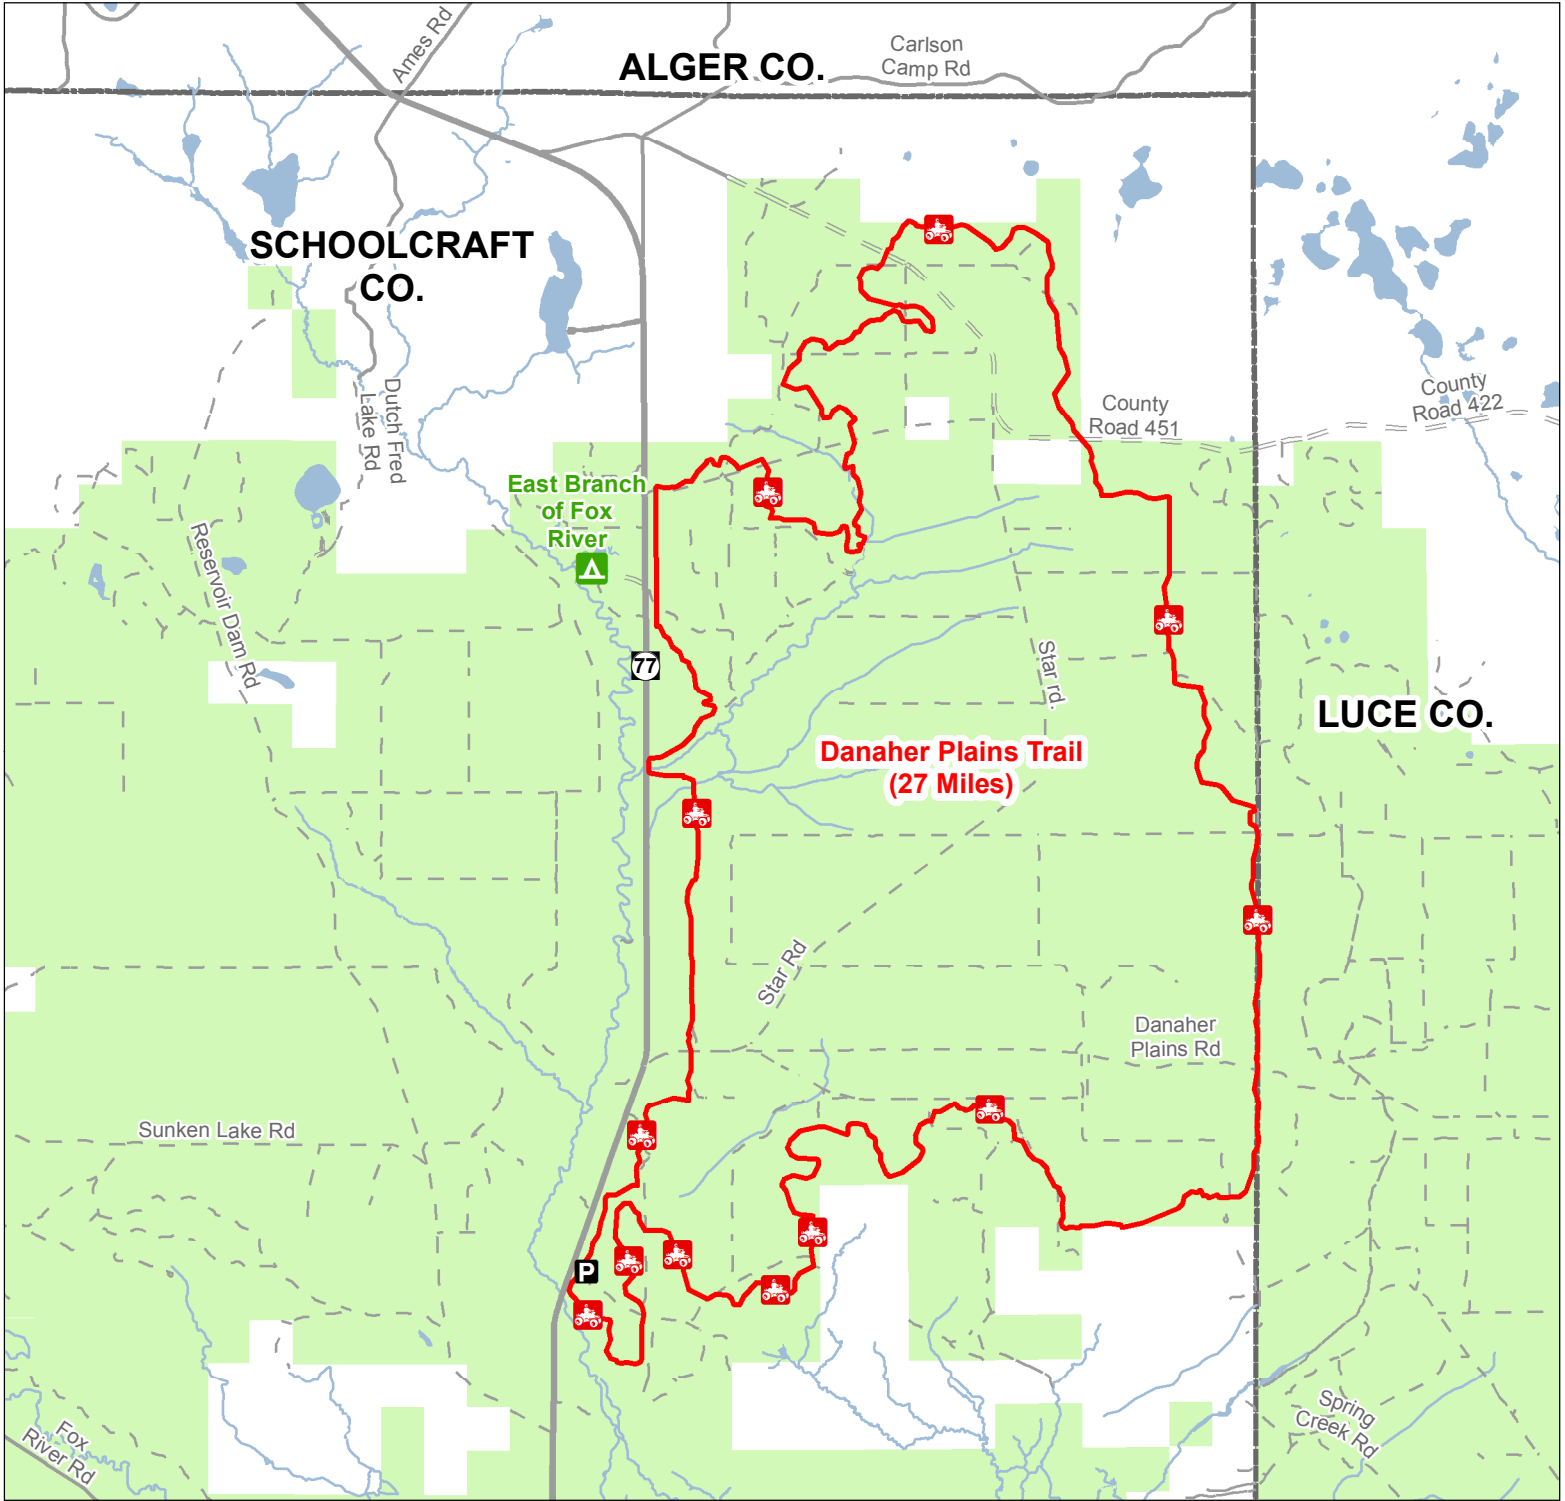 Ames Rd
ALGER CO.
Carlson
Camp Rd
SCHOOLCRAFT
CO.
Dutch Fred
Lake Rd
County
Road 451
County
Road 422
East Branch
of Fox
River
Reservoir Dam Rd
77
Star rd.
LUCE CO.
Danaher Plains Trail
(27 Miles)
Star Rd
Danaher
Plains Rd
Sunken Lake Rd
P
Fox
River Rd
Spring
Creek Rd